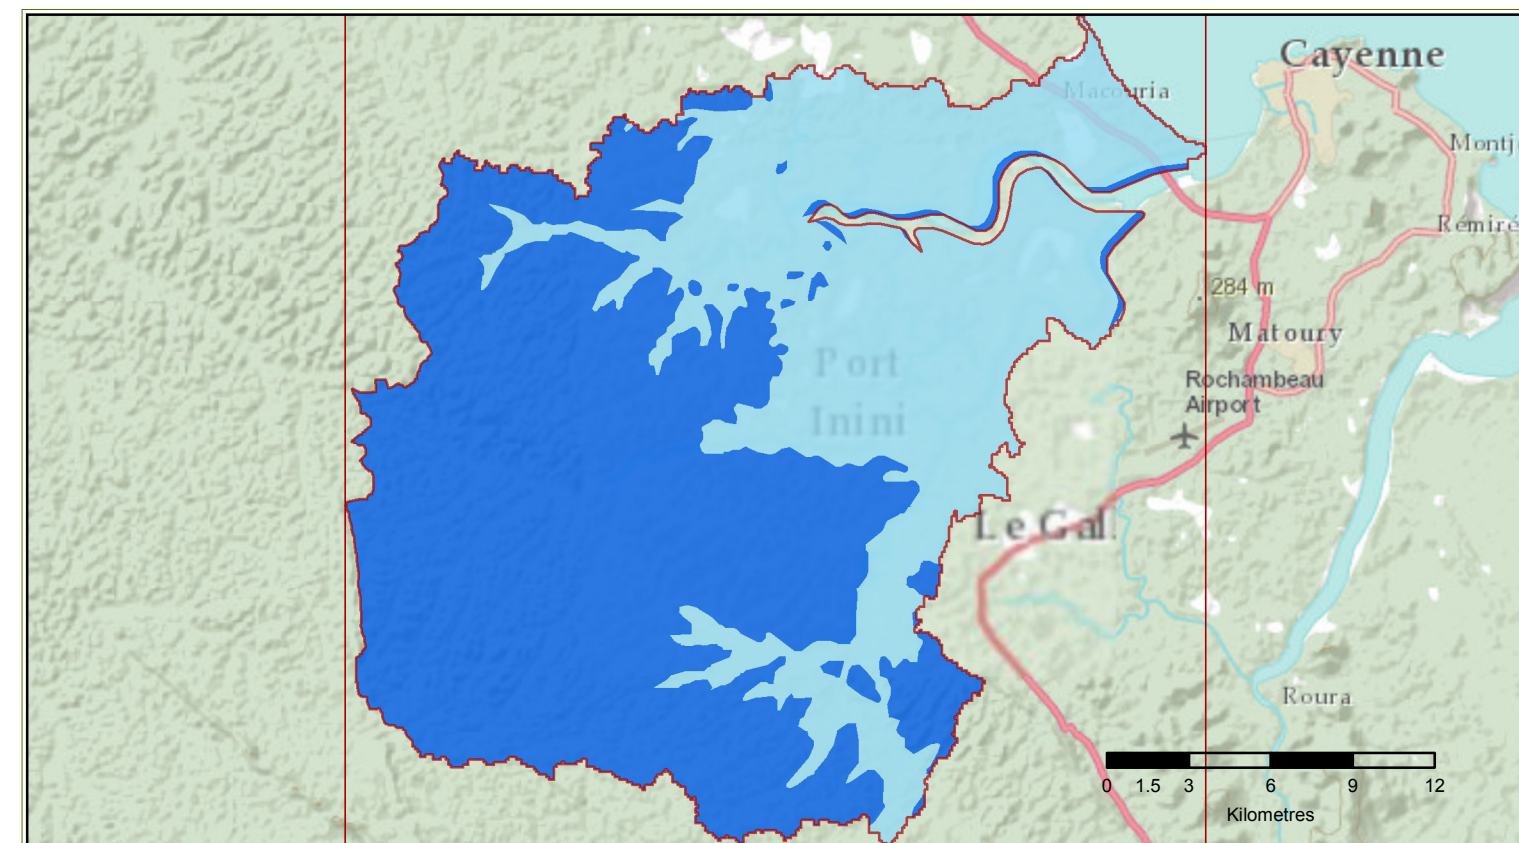 Cayenne
Macouria
Montj
Rémiré
284 m
Matoury
Port
Inini
Rochambeau
Airport
Le Gal
Roura
0 1.5 3 6 9 12
Kilometres